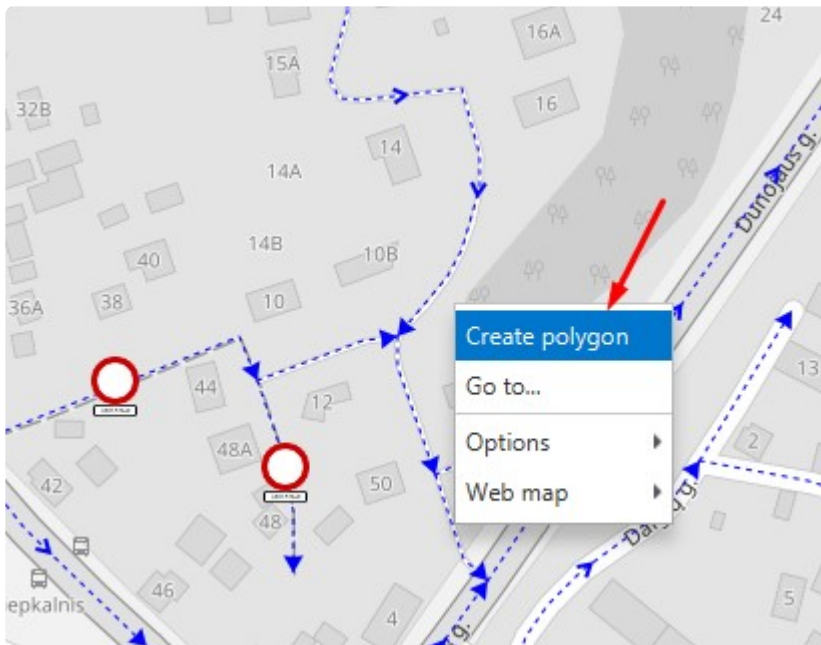 24
16A
15A
32B
16
14
14A
Dunojaus g.
14B
10B
40
38
10
36A
Create polygon
Go to...
44
12
13
Options
48A
2
50
42
Web map
48
46
epkalnis
4
g.
5